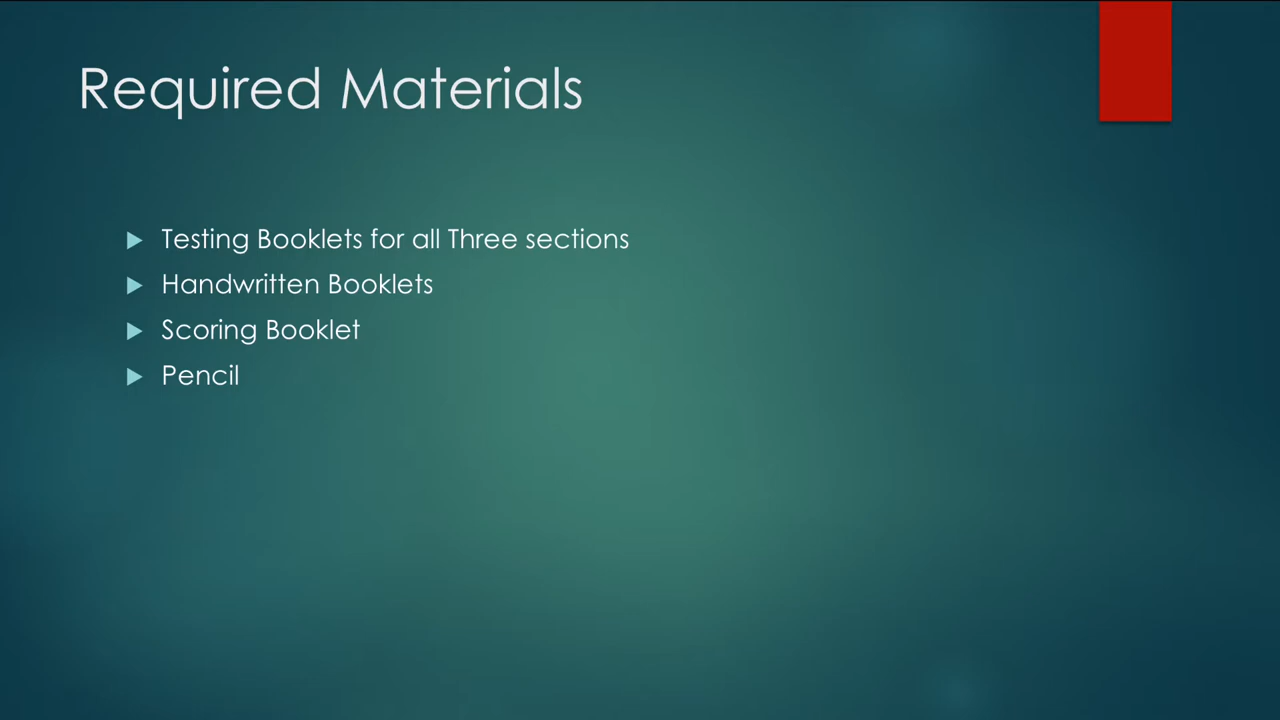 Required Materials
Testing Booklets for all Three sections
Handwritten Booklets
Scoring Booklet
Pencil